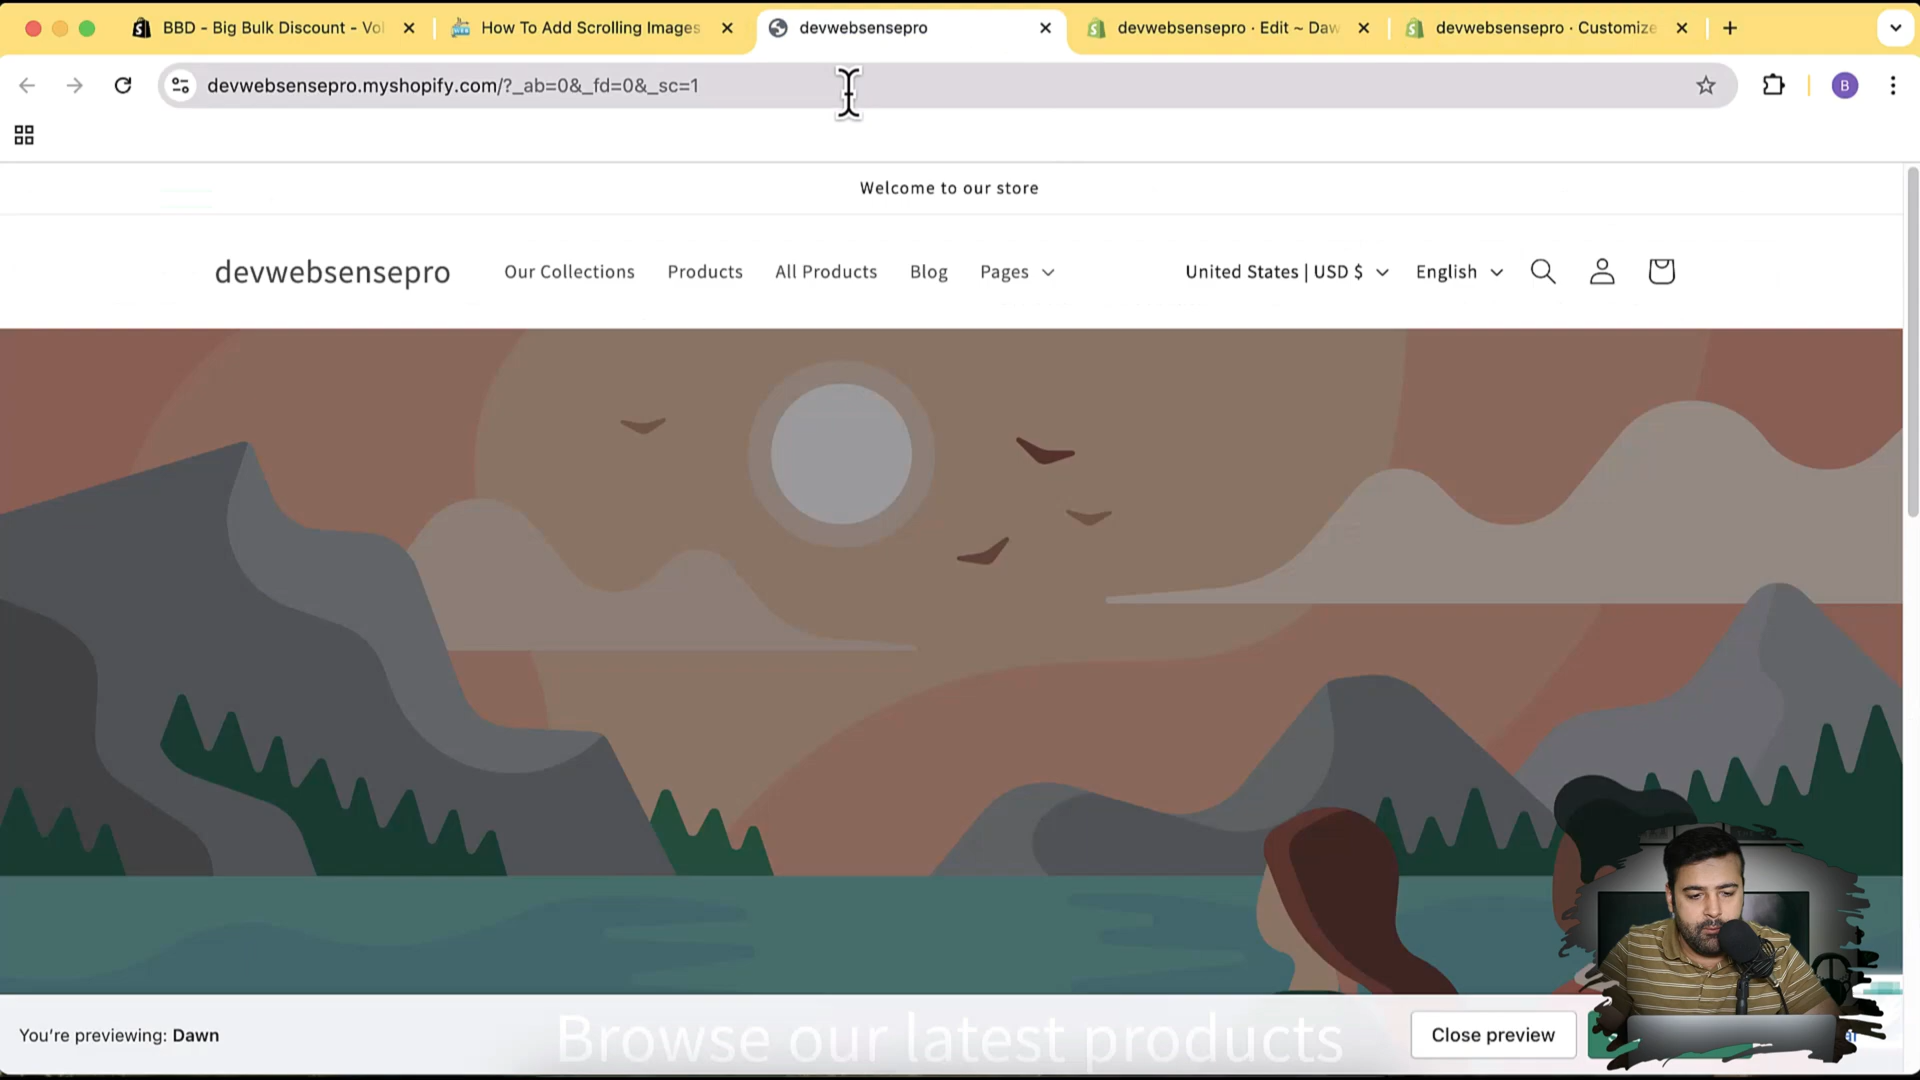 BBD - Big Bulk Discount - Vol
How To Add Scrolling Images
devwebsensepro
devwebsensepro · Edit ~ Daw
devwebsensepro · Customize
devwebsensepro.myshopify.com/?_ab=0&_fd=0&_sc=1
B
Welcome to our store
devwebsensepro
Our Collections
Products
All Products
Blog
Pages
United States | USD $
English
You're previewing: Dawn
Browse our latest products
Close preview